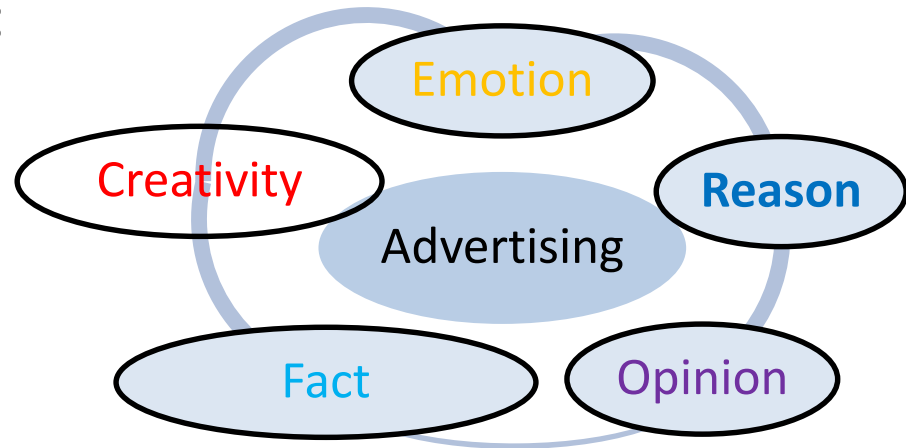 Emotion
Creativity
Reason
Advertising
Fact
Opinion